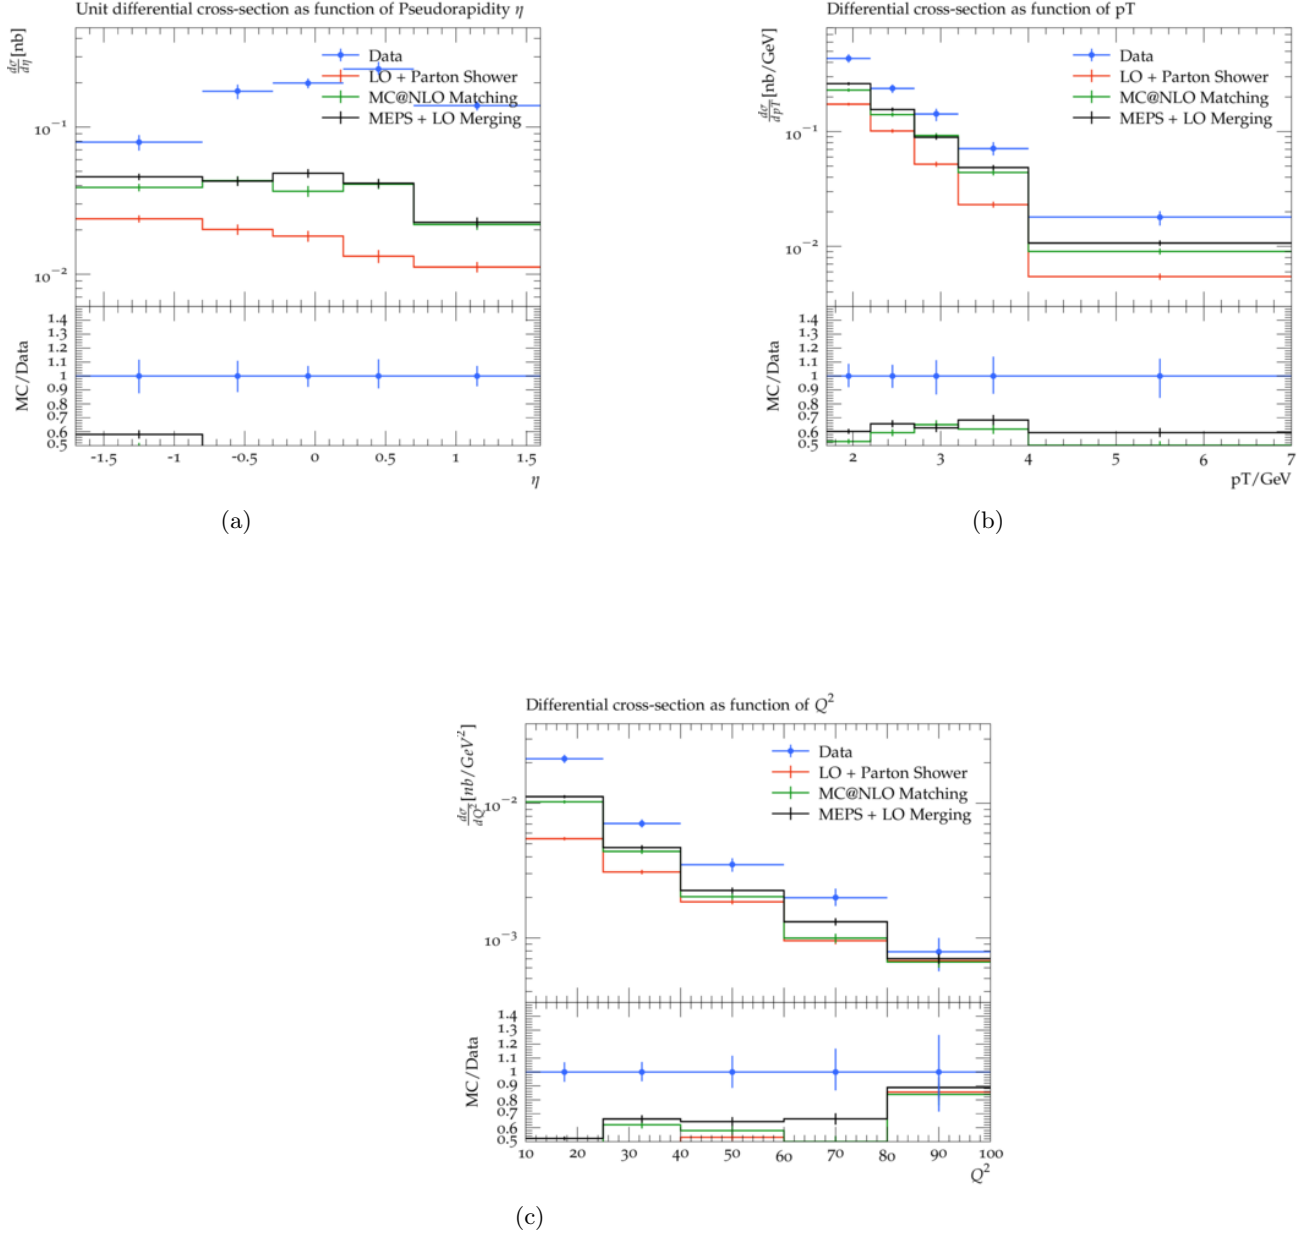 Unit differential cross-section as function of Pseudorapidity η
dσ/dη [nb]
Data
LO + Parton Shower
MC@NLO Matching
MEPS + LO Merging
10⁻¹
10⁻²
MC/Data
1.4
1.3
1.2
1.1
1
0.9
0.8
0.7
0.6
0.5
-1.5 -1 -0.5 0 0.5 1 1.5
η
(a)
Differential cross-section as function of pT
dσ/dpT [nb/GeV]
Data
LO + Parton Shower
MC@NLO Matching
MEPS + LO Merging
10⁻¹
10⁻²
MC/Data
1.4
1.3
1.2
1.1
1
0.9
0.8
0.7
0.6
0.5
2 3 4 5 6 7
pT/GeV
(b)
Differential cross-section as function of Q²
dσ/dQ² [nb/GeV²]
Data
LO + Parton Shower
MC@NLO Matching
MEPS + LO Merging
10⁻²
10⁻³
MC/Data
1.4
1.3
1.2
1.1
1
0.9
0.8
0.7
0.6
0.5
10 20 30 40 50 60 70 80 90 100
Q²
(c)